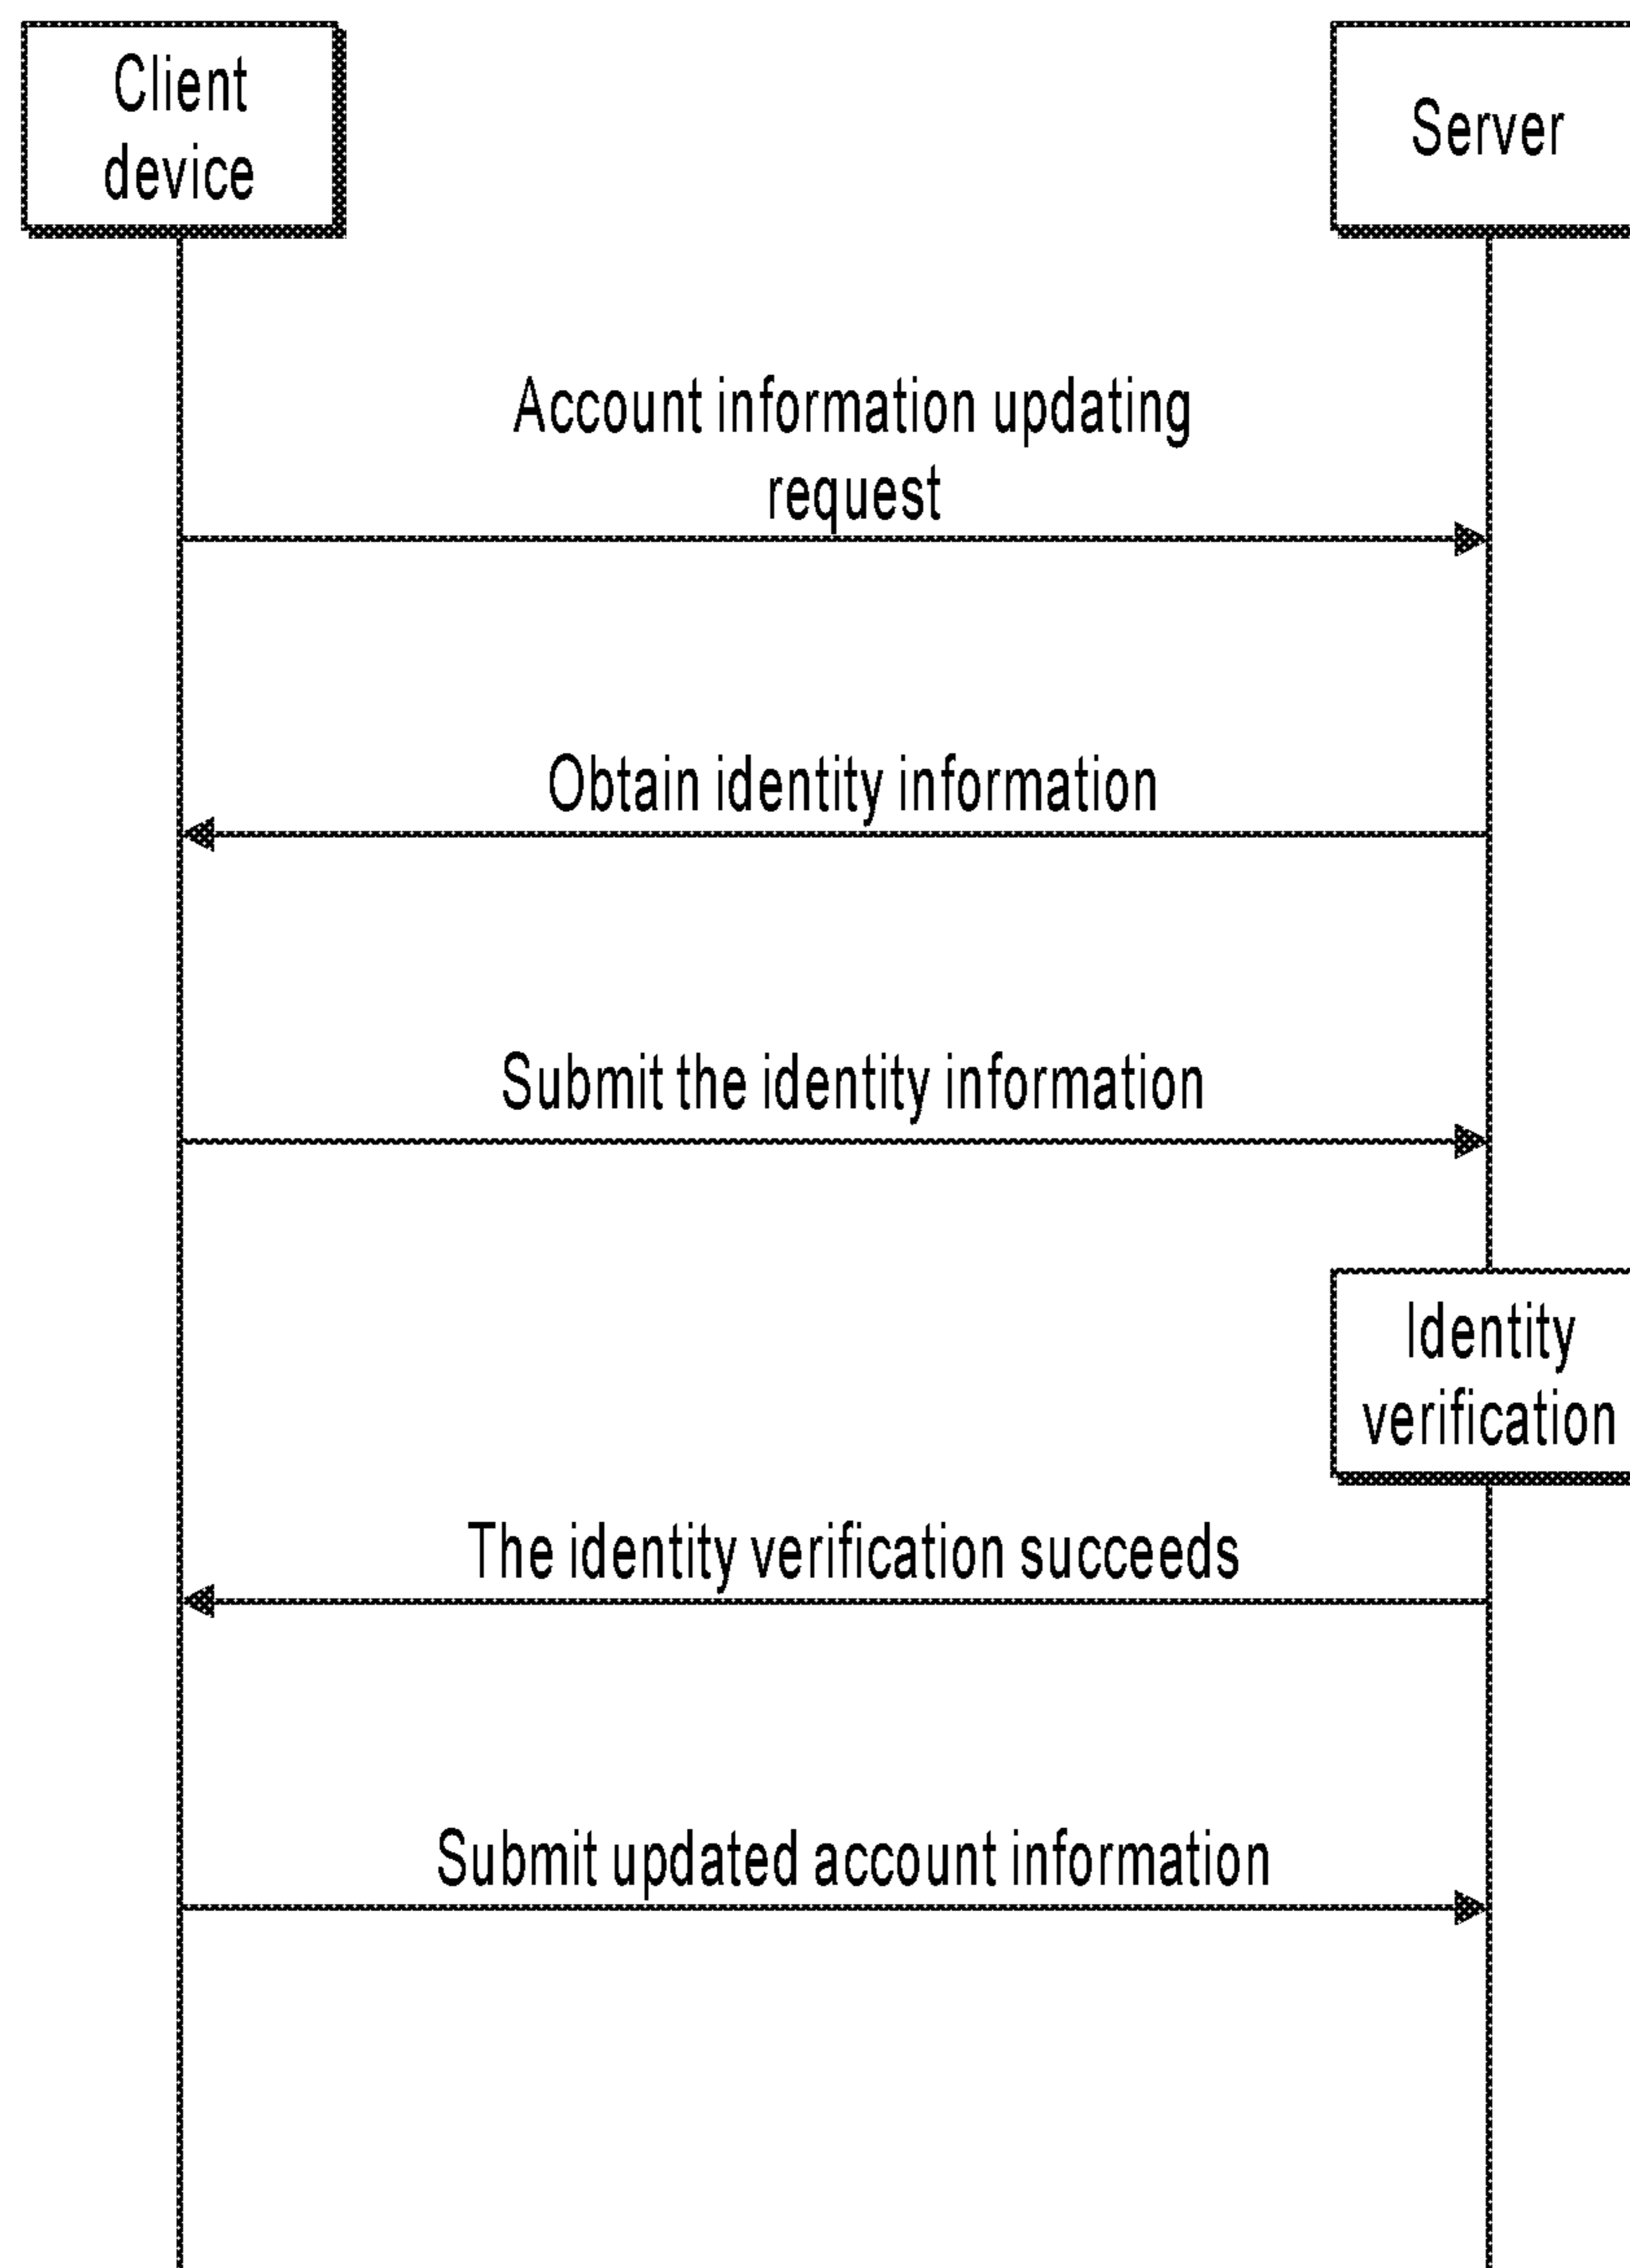 Client
device
Server
Account information updating
request
Obtain identity information
Submit the identity information
Identity
verification
The identity verification succeeds
Submit updated account information